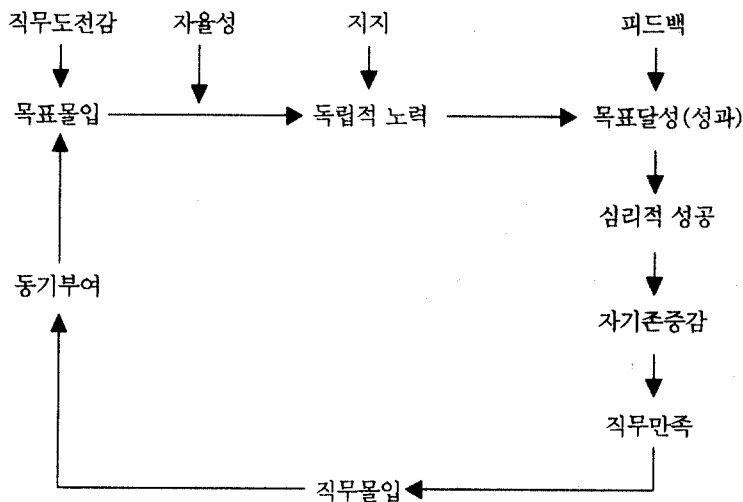 직무도전감 자율성 지지 피드백
목표몰입 독립적 노력 목표달성(성과)
심리적 성공
동기부여
자기존중감
직무만족
직무몰입